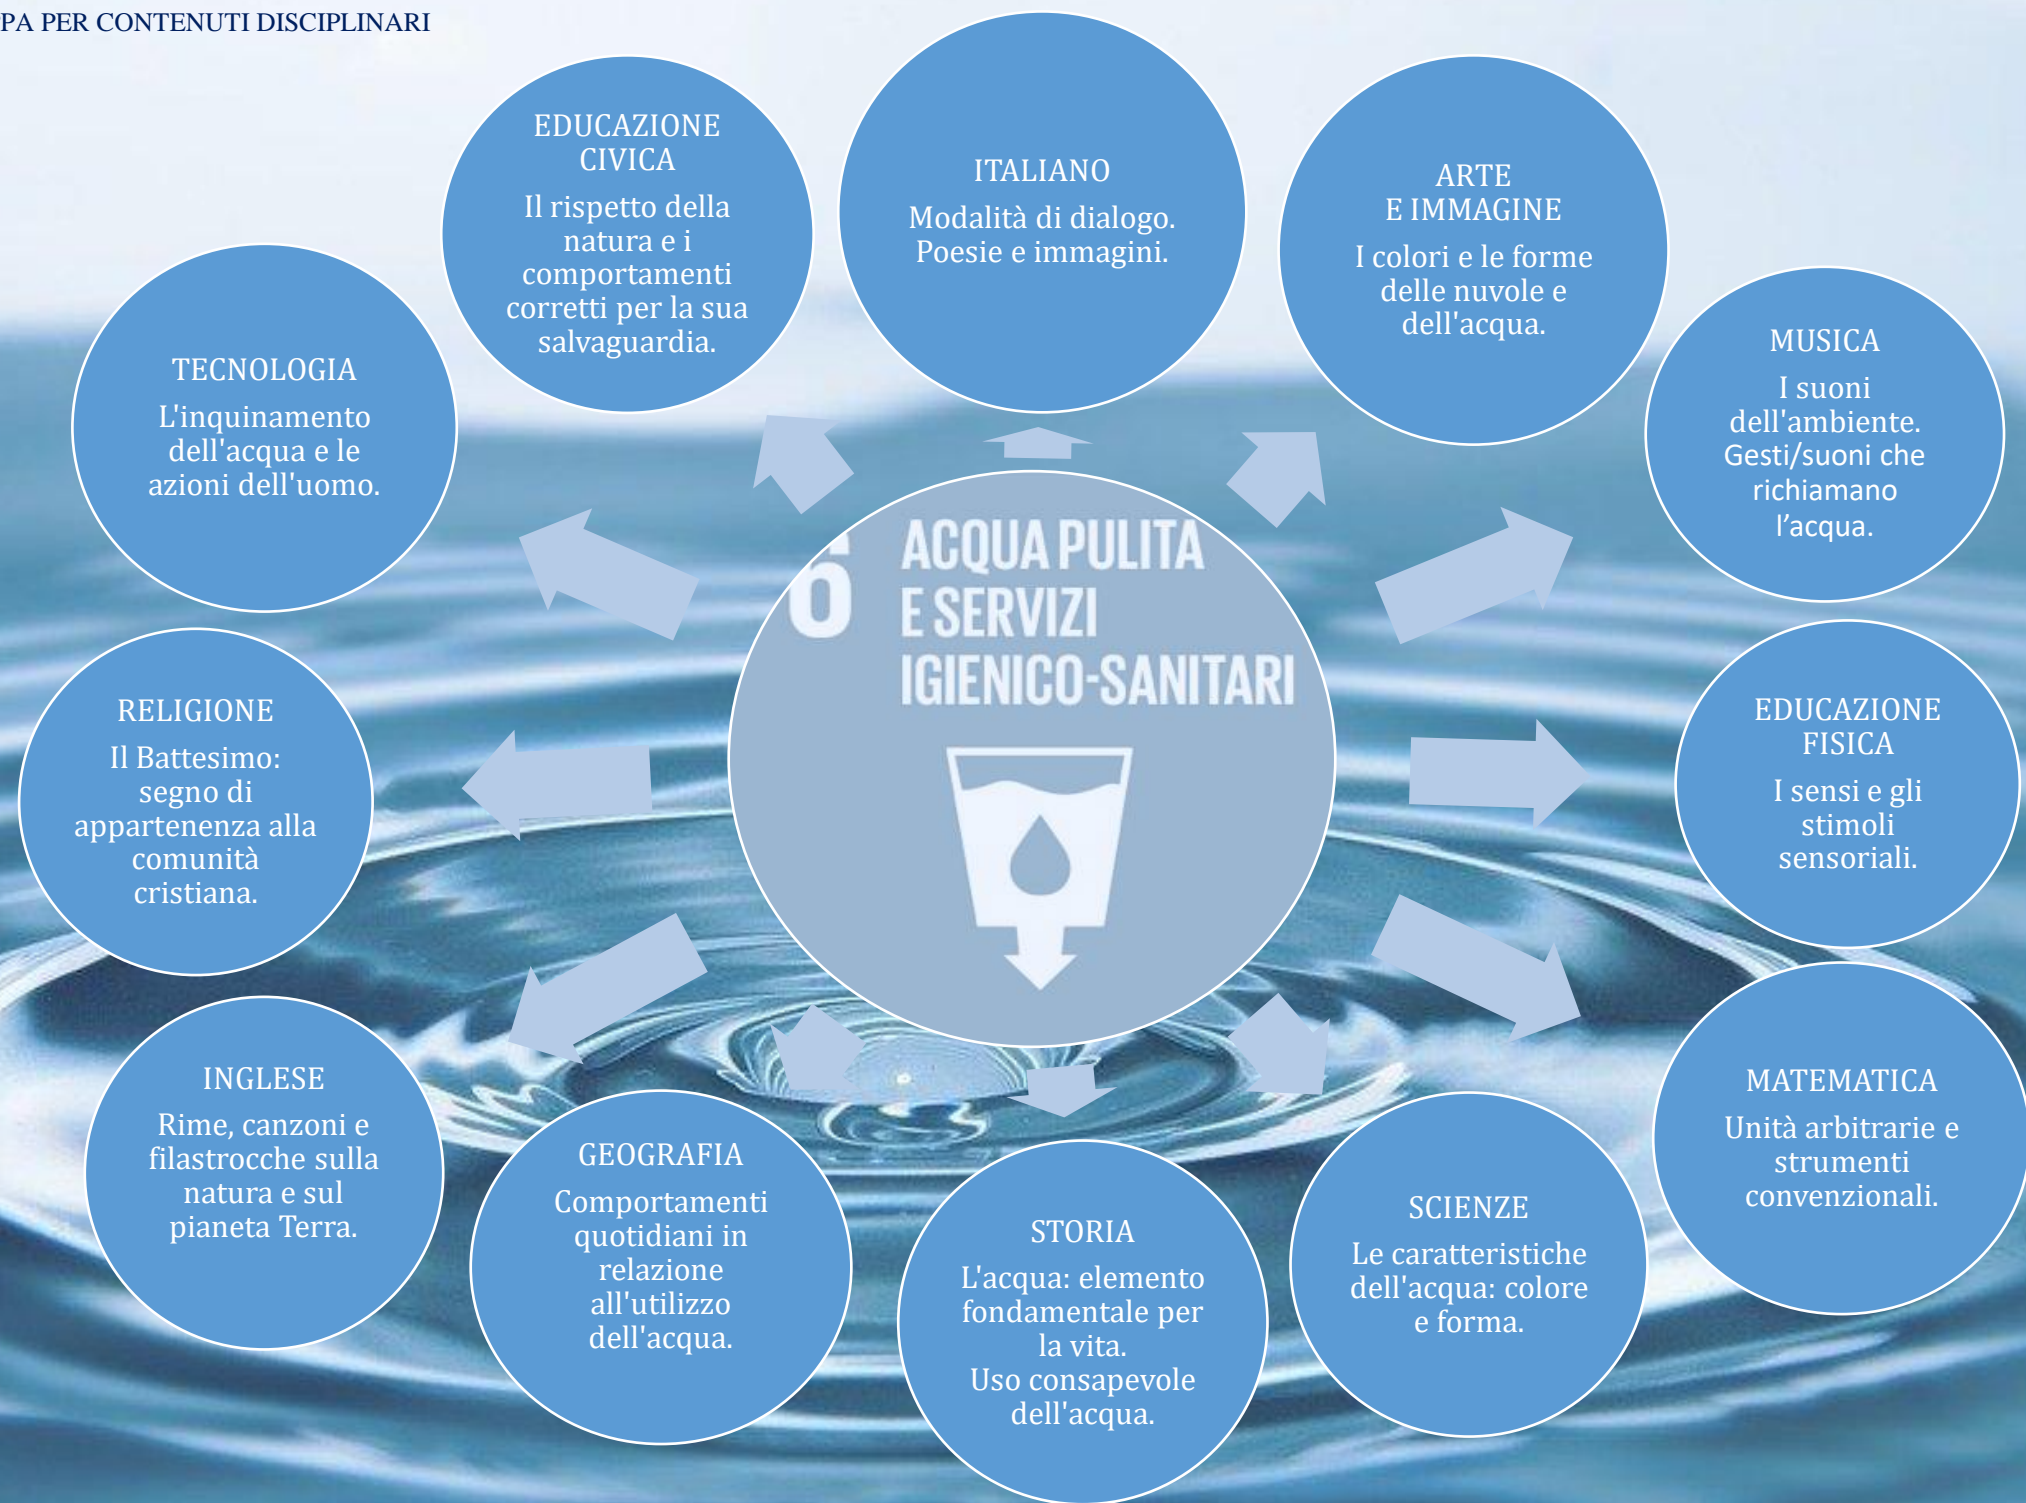 PA PER CONTENUTI DISCIPLINARI
EDUCAZIONE
CIVICA
Il rispetto della
natura e i
comportamenti
corretti per la sua
salvaguardia.
ITALIANO
Modalità di dialogo.
Poesie e immagini.
ARTE
E IMMAGINE
I colori e le forme
delle nuvole e
dell'acqua.
MUSICA
I suoni
dell'ambiente.
Gesti/suoni che
richiamano
l’acqua.
EDUCAZIONE
FISICA
I sensi e gli
stimoli
sensoriali.
MATEMATICA
Unità arbitrarie e
strumenti
convenzionali.
SCIENZE
Le caratteristiche
dell'acqua: colore
e forma.
STORIA
L'acqua: elemento
fondamentale per
la vita.
Uso consapevole
dell'acqua.
GEOGRAFIA
Comportamenti
quotidiani in
relazione
all'utilizzo
dell'acqua.
INGLESE
Rime, canzoni e
filastrocche sulla
natura e sul
pianeta Terra.
RELIGIONE
Il Battesimo:
segno di
appartenenza alla
comunità
cristiana.
TECNOLOGIA
L'inquinamento
dell'acqua e le
azioni dell'uomo.
6 ACQUA PULITA
E SERVIZI
IGIENICO-SANITARI